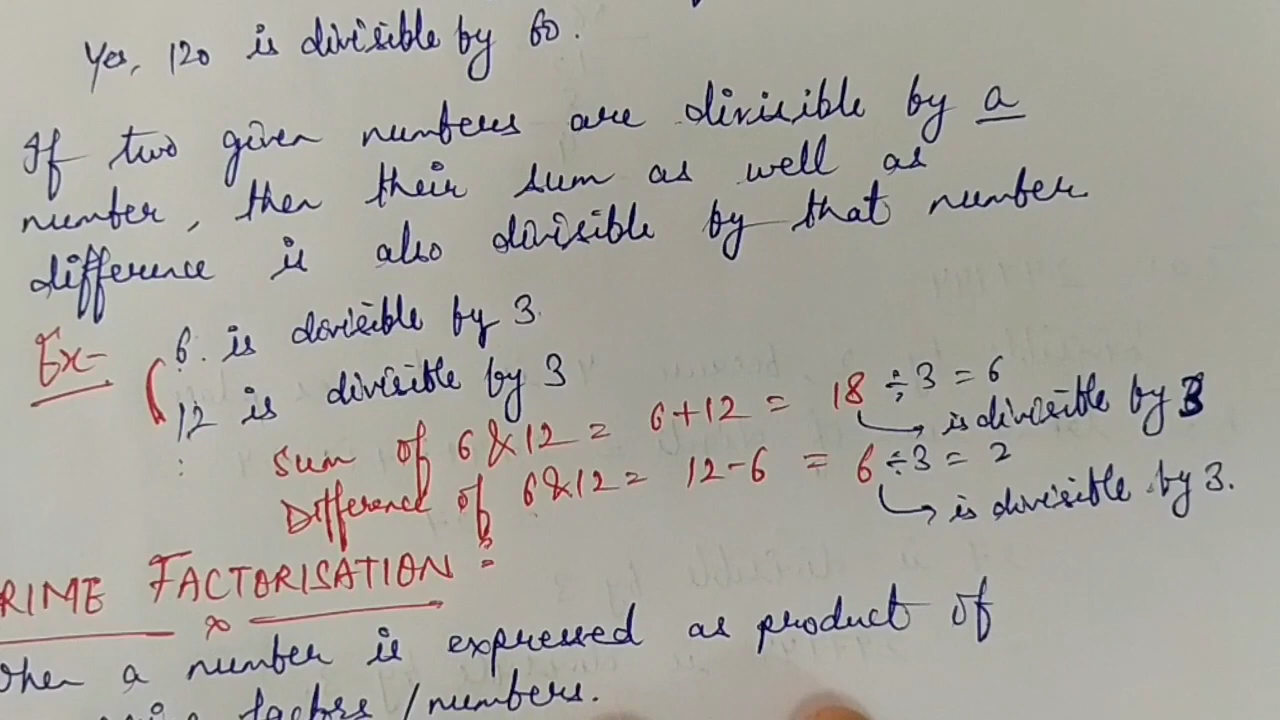 Yes, 120 is divisible by 60.
If two given numbers are divisible by a
number, then their sum as well as
difference is also divisible by that number
Ex- 6. is divisible by 3.
12 is divisible by 3
Sum of 6 & 12 = 6+12 = 18 ÷ 3 = 6
is divisible by 3
Difference of 6 & 12 = 12-6 = 6 ÷ 3 = 2
is divisible by 3.
RIME FACTORISATION :
When a number is expressed as product of
factors / numbers.